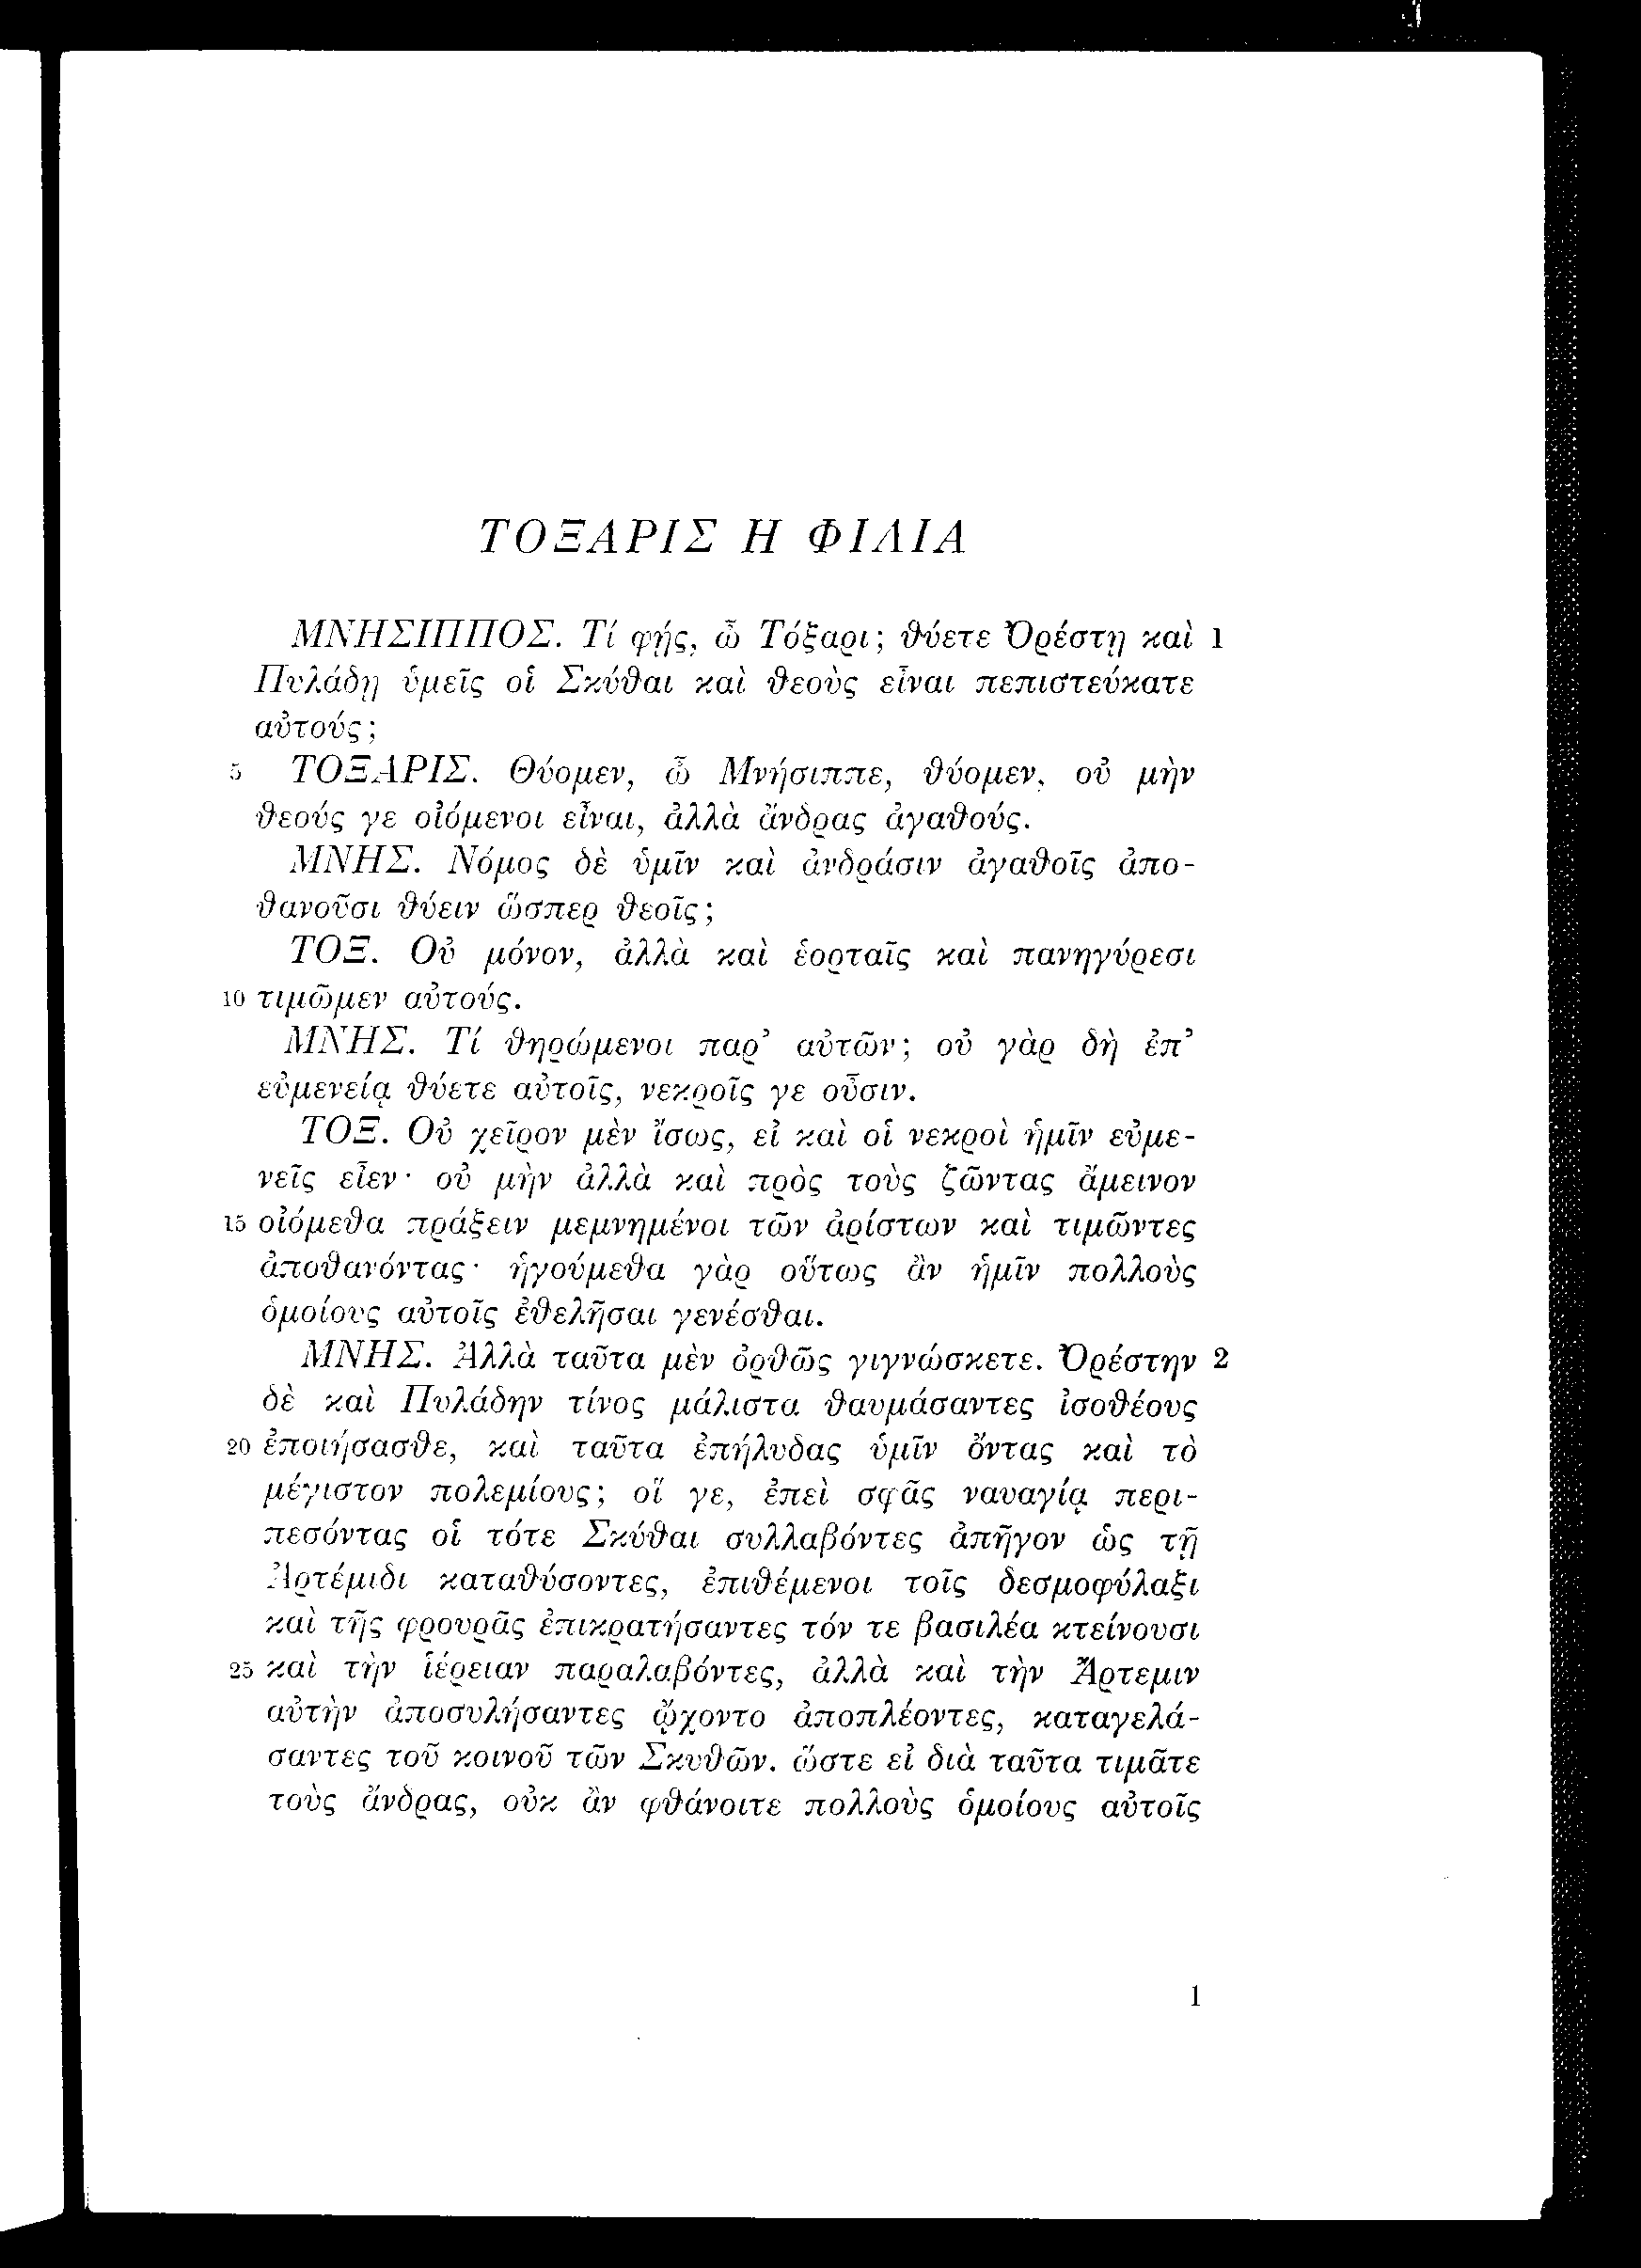 ΤΟΞΑΡΙΣ Η ΦΙΛΙΑ
ΜΝΗΣΙΠΠΟΣ. Τί φῄς, ὦ Τόξαρι; θύετε Ὀρέστῃ καὶ 1
Πυλάδῃ ὑμεῖς οἱ Σκύθαι καὶ θεοὺς εἶναι πεπιστεύκατε
αὐτούς;
5 ΤΟΞΑΡΙΣ. Θύομεν, ὦ Μνήσιππε, θύομεν, οὐ μὴν
θεούς γε οἰόμενοι εἶναι, ἀλλὰ ἄνδρας ἀγαθούς.
ΜΝΗΣ. Νόμος δὲ ὑμῖν καὶ ἀνδράσιν ἀγαθοῖς ἀπο-
θανοῦσι θύειν ὥσπερ θεοῖς;
ΤΟΞ. Οὐ μόνον, ἀλλὰ καὶ ἑορταῖς καὶ πανηγύρεσι
10 τιμῶμεν αὐτούς.
ΜΝΗΣ. Τί θηρώμενοι παρ’ αὐτῶν; οὐ γὰρ δὴ ἐπ’
εὐμενείᾳ θύετε αὐτοῖς, νεκροῖς γε οὖσιν.
ΤΟΞ. Οὐ χεῖρον μὲν ἴσως, εἰ καὶ οἱ νεκροὶ ἡμῖν εὐμε-
νεῖς εἶεν· οὐ μὴν ἀλλὰ καὶ πρὸς τοὺς ζῶντας ἄμεινον
15 οἰόμεθα πράξειν μεμνημένοι τῶν ἀρίστων καὶ τιμῶντες
ἀποθανόντας· ἡγούμεθα γὰρ οὕτως ἂν ἡμῖν πολλοὺς
ὁμοίους αὐτοῖς ἐθελῆσαι γενέσθαι.
ΜΝΗΣ. Ἀλλὰ ταῦτα μὲν ὀρθῶς γιγνώσκετε. Ὀρέστην 2
δὲ καὶ Πυλάδην τίνος μάλιστα θαυμάσαντες ἰσοθέους
20 ἐποιήσασθε, καὶ ταῦτα ἐπήλυδας ὑμῖν ὄντας καὶ τὸ
μέγιστον πολεμίους; οἵ γε, ἐπεὶ σφᾶς ναυαγίᾳ περι-
πεσόντας οἱ τότε Σκύθαι συλλαβόντες ἀπῆγον ὡς τῇ
Ἀρτέμιδι καταθύσοντες, ἐπιθέμενοι τοῖς δεσμοφύλαξι
καὶ τῆς φρουρᾶς ἐπικρατήσαντες τόν τε βασιλέα κτείνουσι
25 καὶ τὴν ἱέρειαν παραλαβόντες, ἀλλὰ καὶ τὴν Ἄρτεμιν
αὐτὴν ἀποσυλήσαντες ᾤχοντο ἀποπλέοντες, καταγελά-
σαντες τοῦ κοινοῦ τῶν Σκυθῶν. ὥστε εἰ διὰ ταῦτα τιμᾶτε
τοὺς ἄνδρας, οὐκ ἂν φθάνοιτε πολλοὺς ὁμοίους αὐτοῖς
1